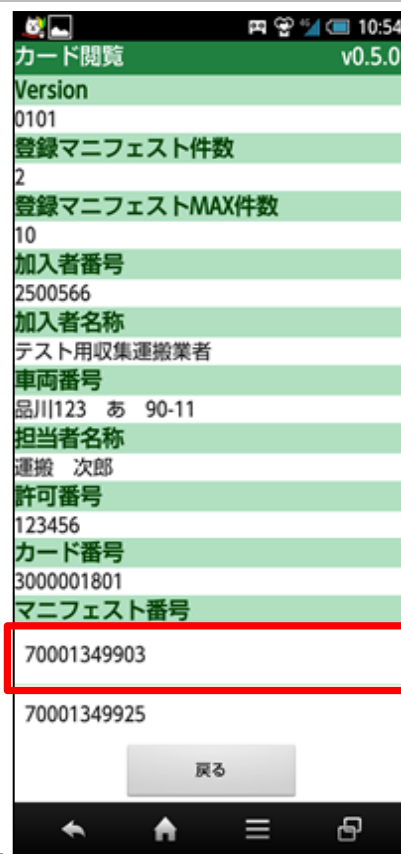 4G 10:54
カード閲覧 v0.5.0
Version
0101
登録マニフェスト件数
2
登録マニフェストMAX件数
10
加入者番号
2500566
加入者名称
テスト用収集運搬業者
車両番号
品川123 あ 90-11
担当者名称
運搬 次郎
許可番号
123456
カード番号
3000001801
マニフェスト番号
70001349903
70001349925
戻る